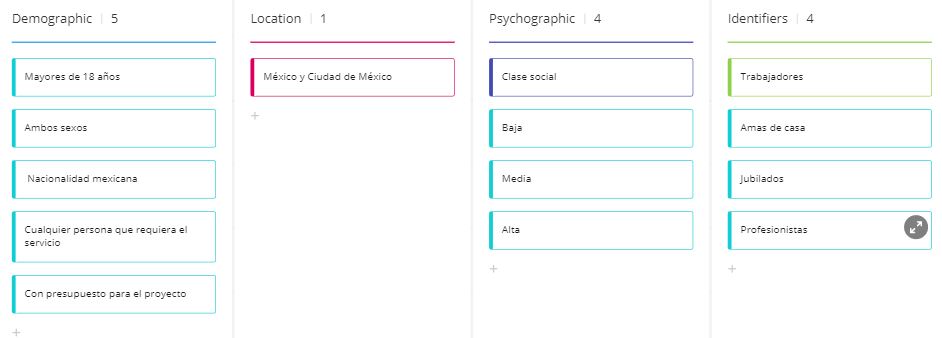 Demographic | 5
Mayores de 18 años
Ambos sexos
Nacionalidad mexicana
Cualquier persona que requiera el
servicio
Con presupuesto para el proyecto
+
Location | 1
México y Ciudad de México
+
Psychographic | 4
Clase social
Baja
Media
Alta
+
Identifiers | 4
Trabajadores
Amas de casa
Jubilados
Profesionistas
+